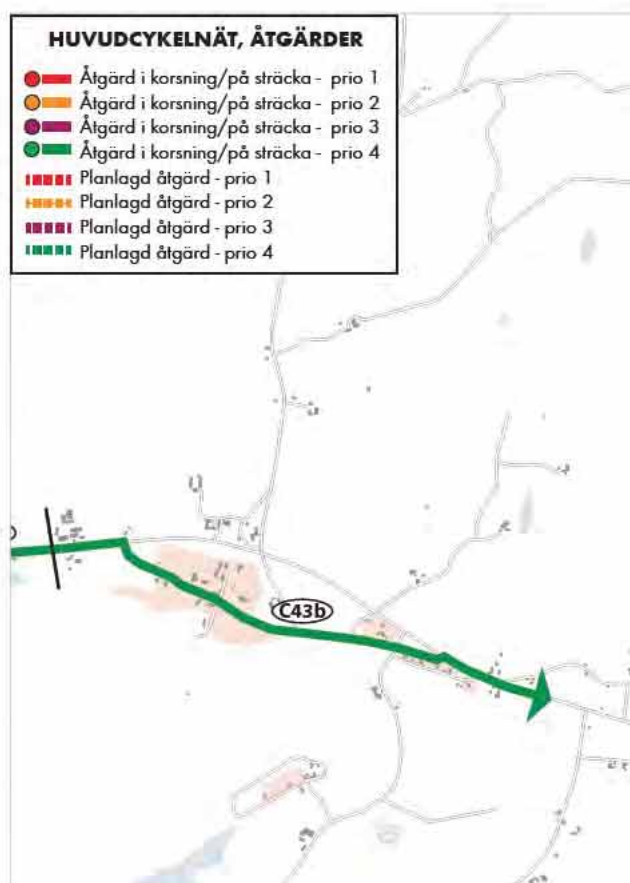 HUVUDCYKELNÄT, ÅTGÄRDER
Åtgärd i korsning/på sträcka - prio 1
Åtgärd i korsning/på sträcka - prio 2
Åtgärd i korsning/på sträcka - prio 3
Åtgärd i korsning/på sträcka - prio 4
Planlagd åtgärd - prio 1
Planlagd åtgärd - prio 2
Planlagd åtgärd - prio 3
Planlagd åtgärd - prio 4
C43b